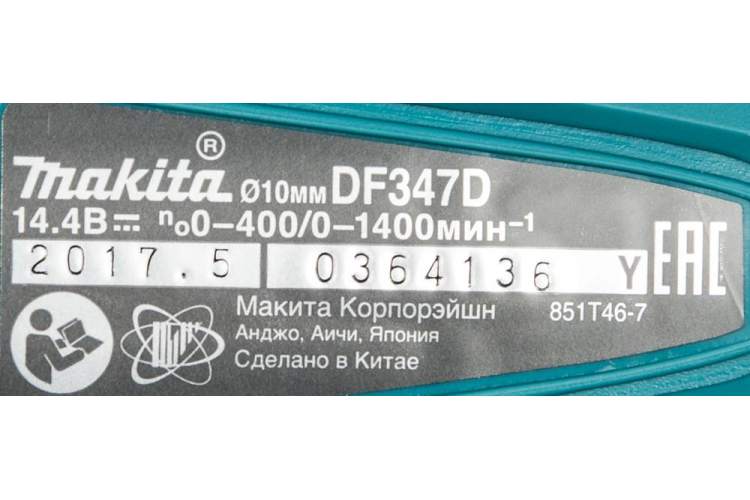 makita® Ø10мм DF347D
14.4В⎓ n₀0-400/0-1400мин⁻¹
2017.5 0364136 Y EAC
Макита Корпорэйшн 851T46-7
Анджо, Аичи, Япония
Сделано в Китае